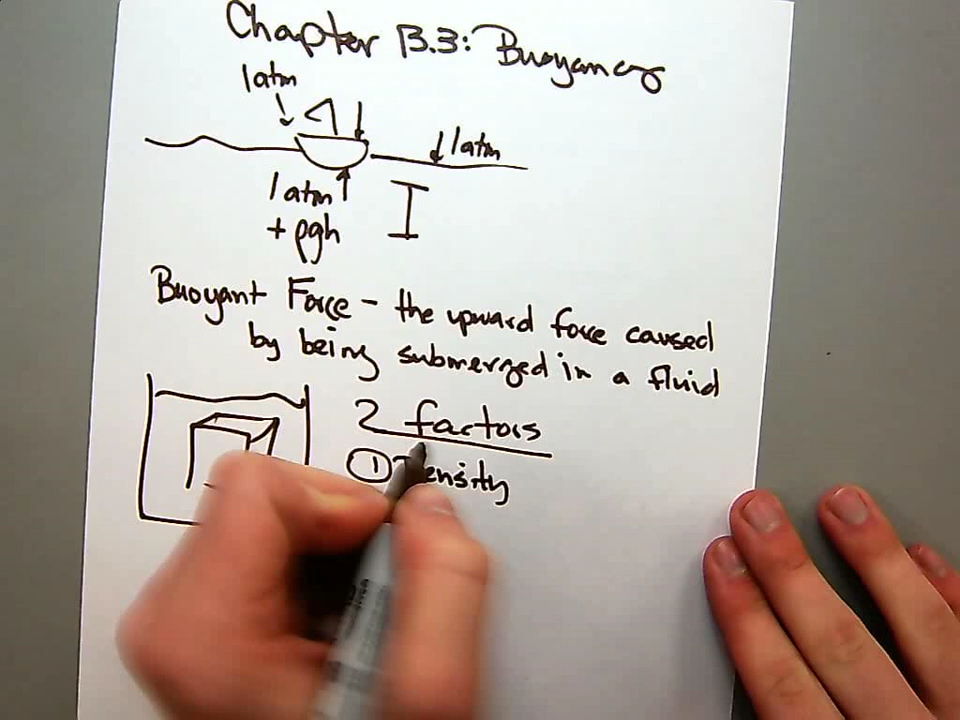 Chapter 13.3: Buoyancy
1atm
1atm
1atm
+ ρgh
Buoyant Force - the upward force caused
by being submerged in a fluid
2 factors
① Density